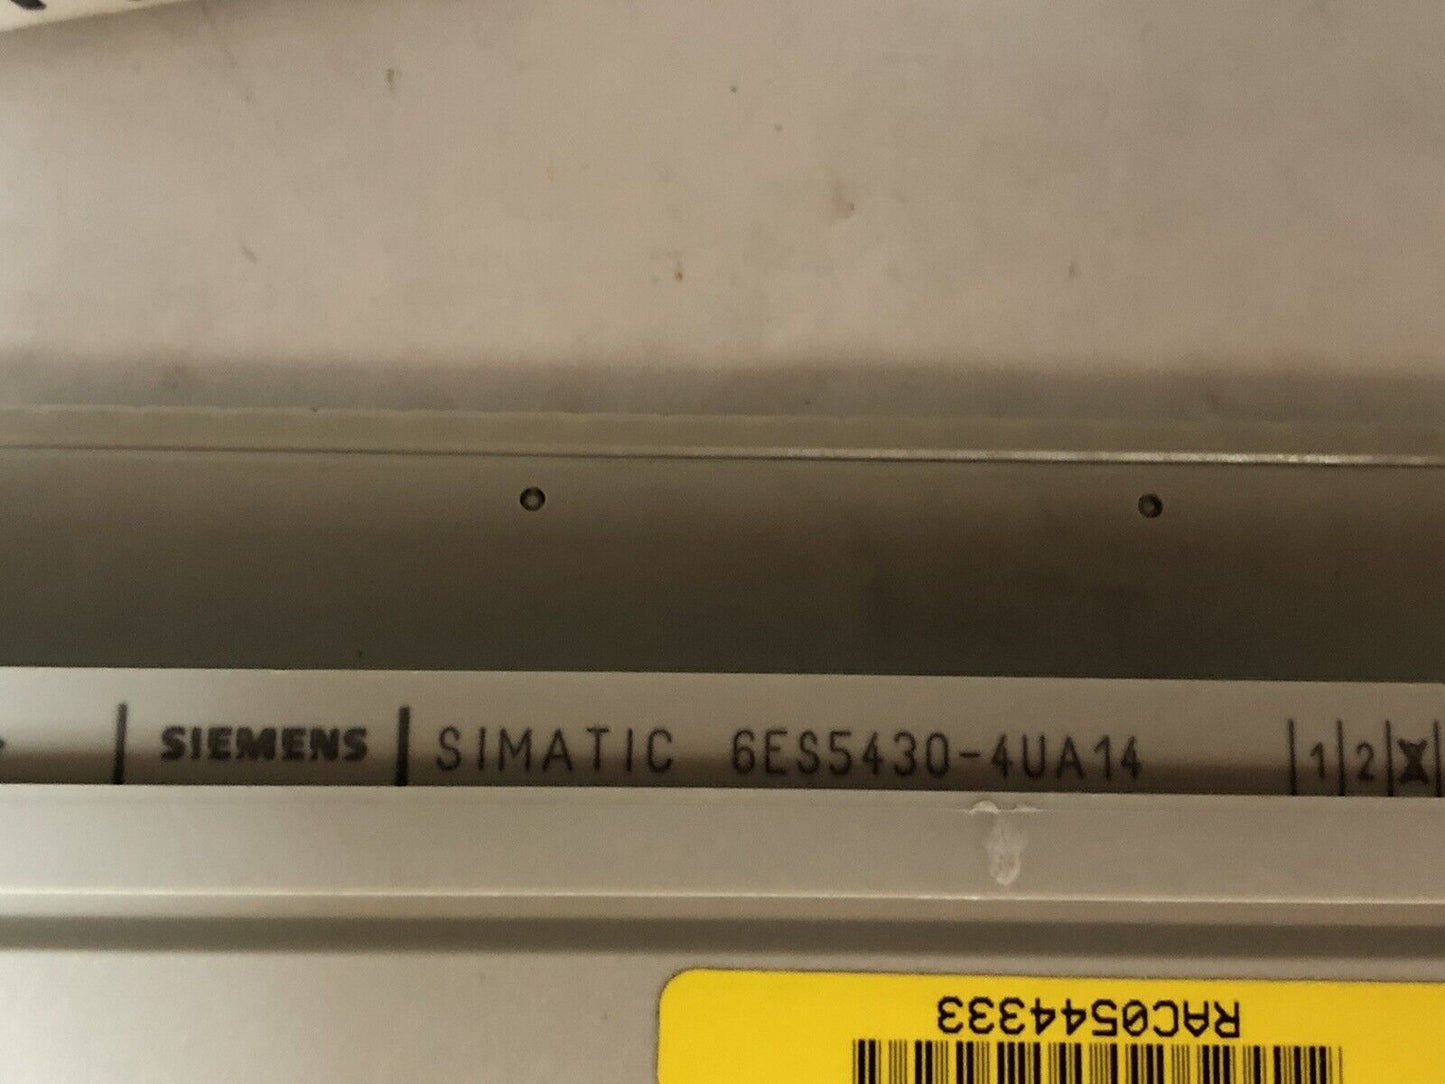 SIEMENS SIMATIC 6ES5430-4UA14 1 2 X
RAC0544333